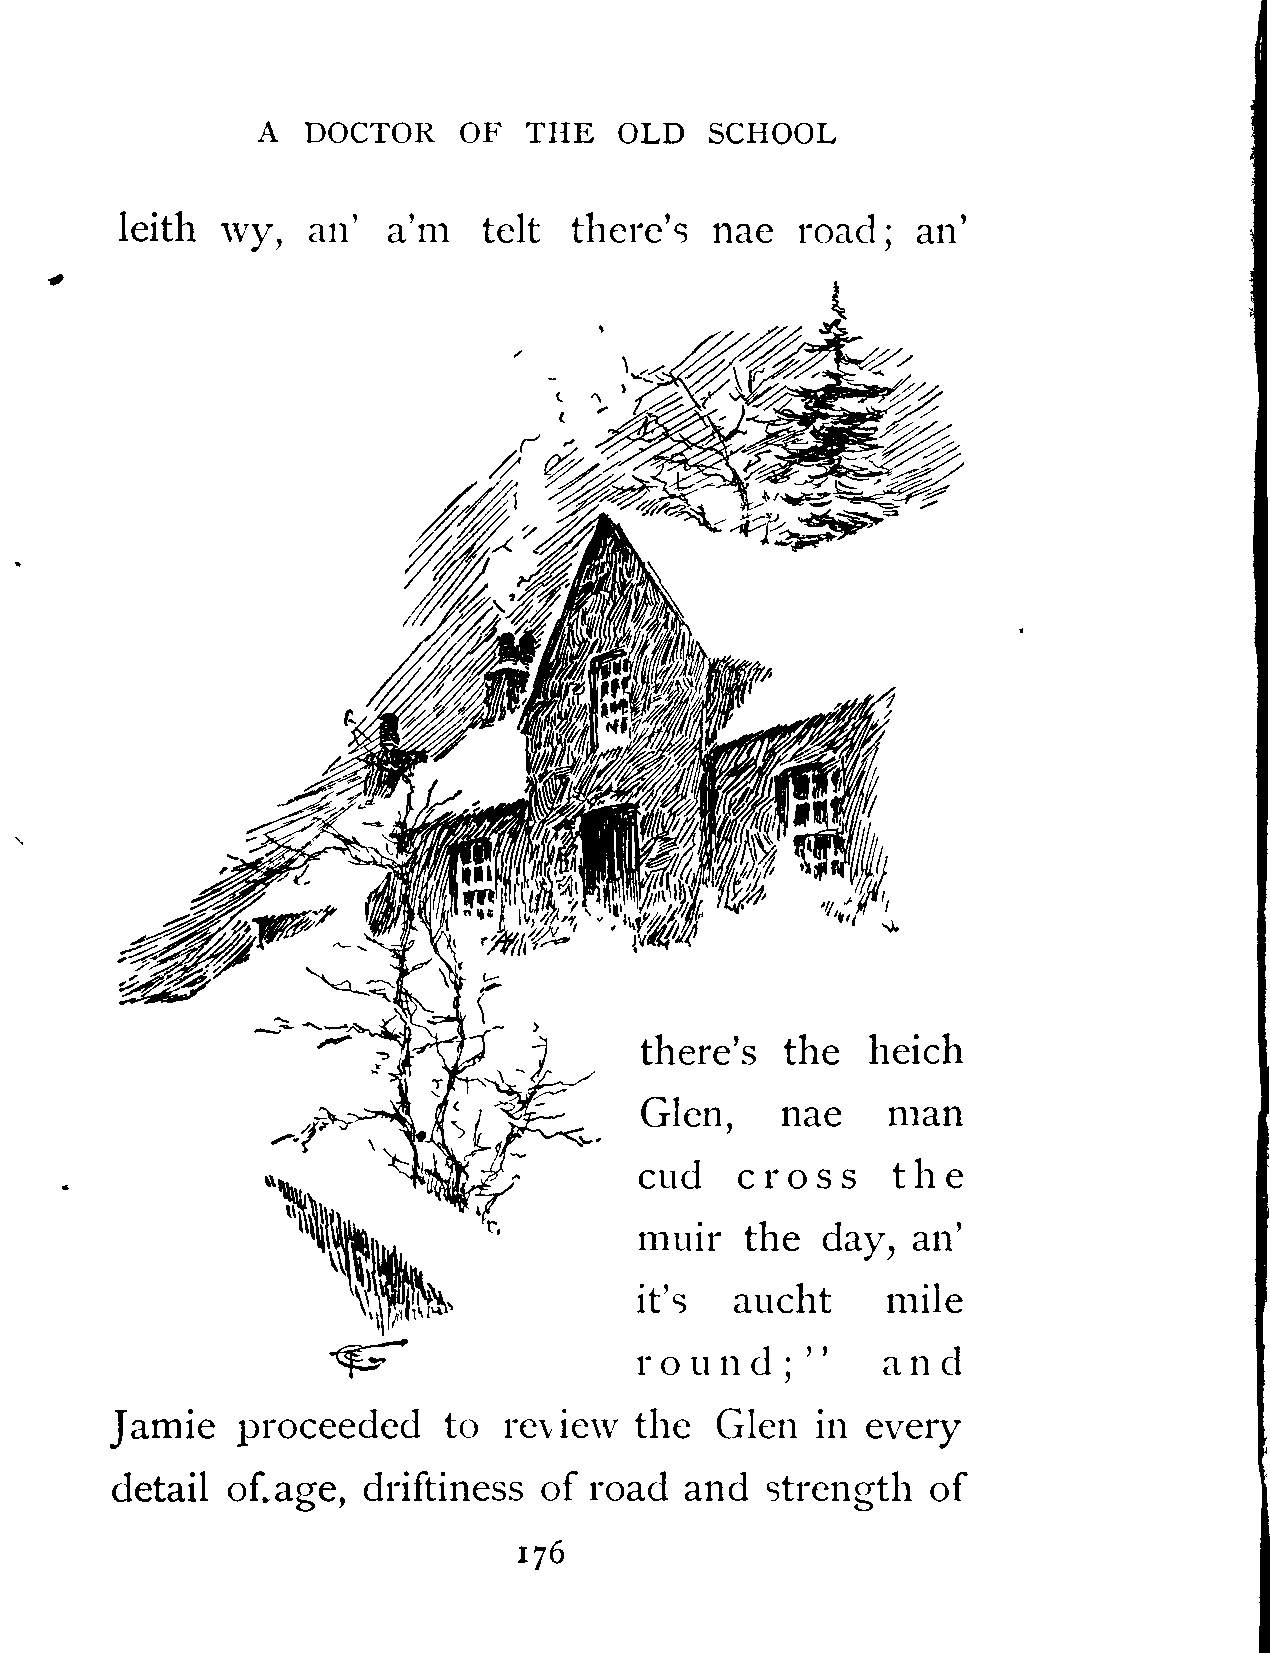 A DOCTOR OF THE OLD SCHOOL
leith wy, an' a'm telt there's nae road; an'
there's the heich
Glen, nae man
cud cross the
muir the day, an'
it's aucht mile
round;" and
Jamie proceeded to review the Glen in every
detail of age, driftiness of road and strength of
176